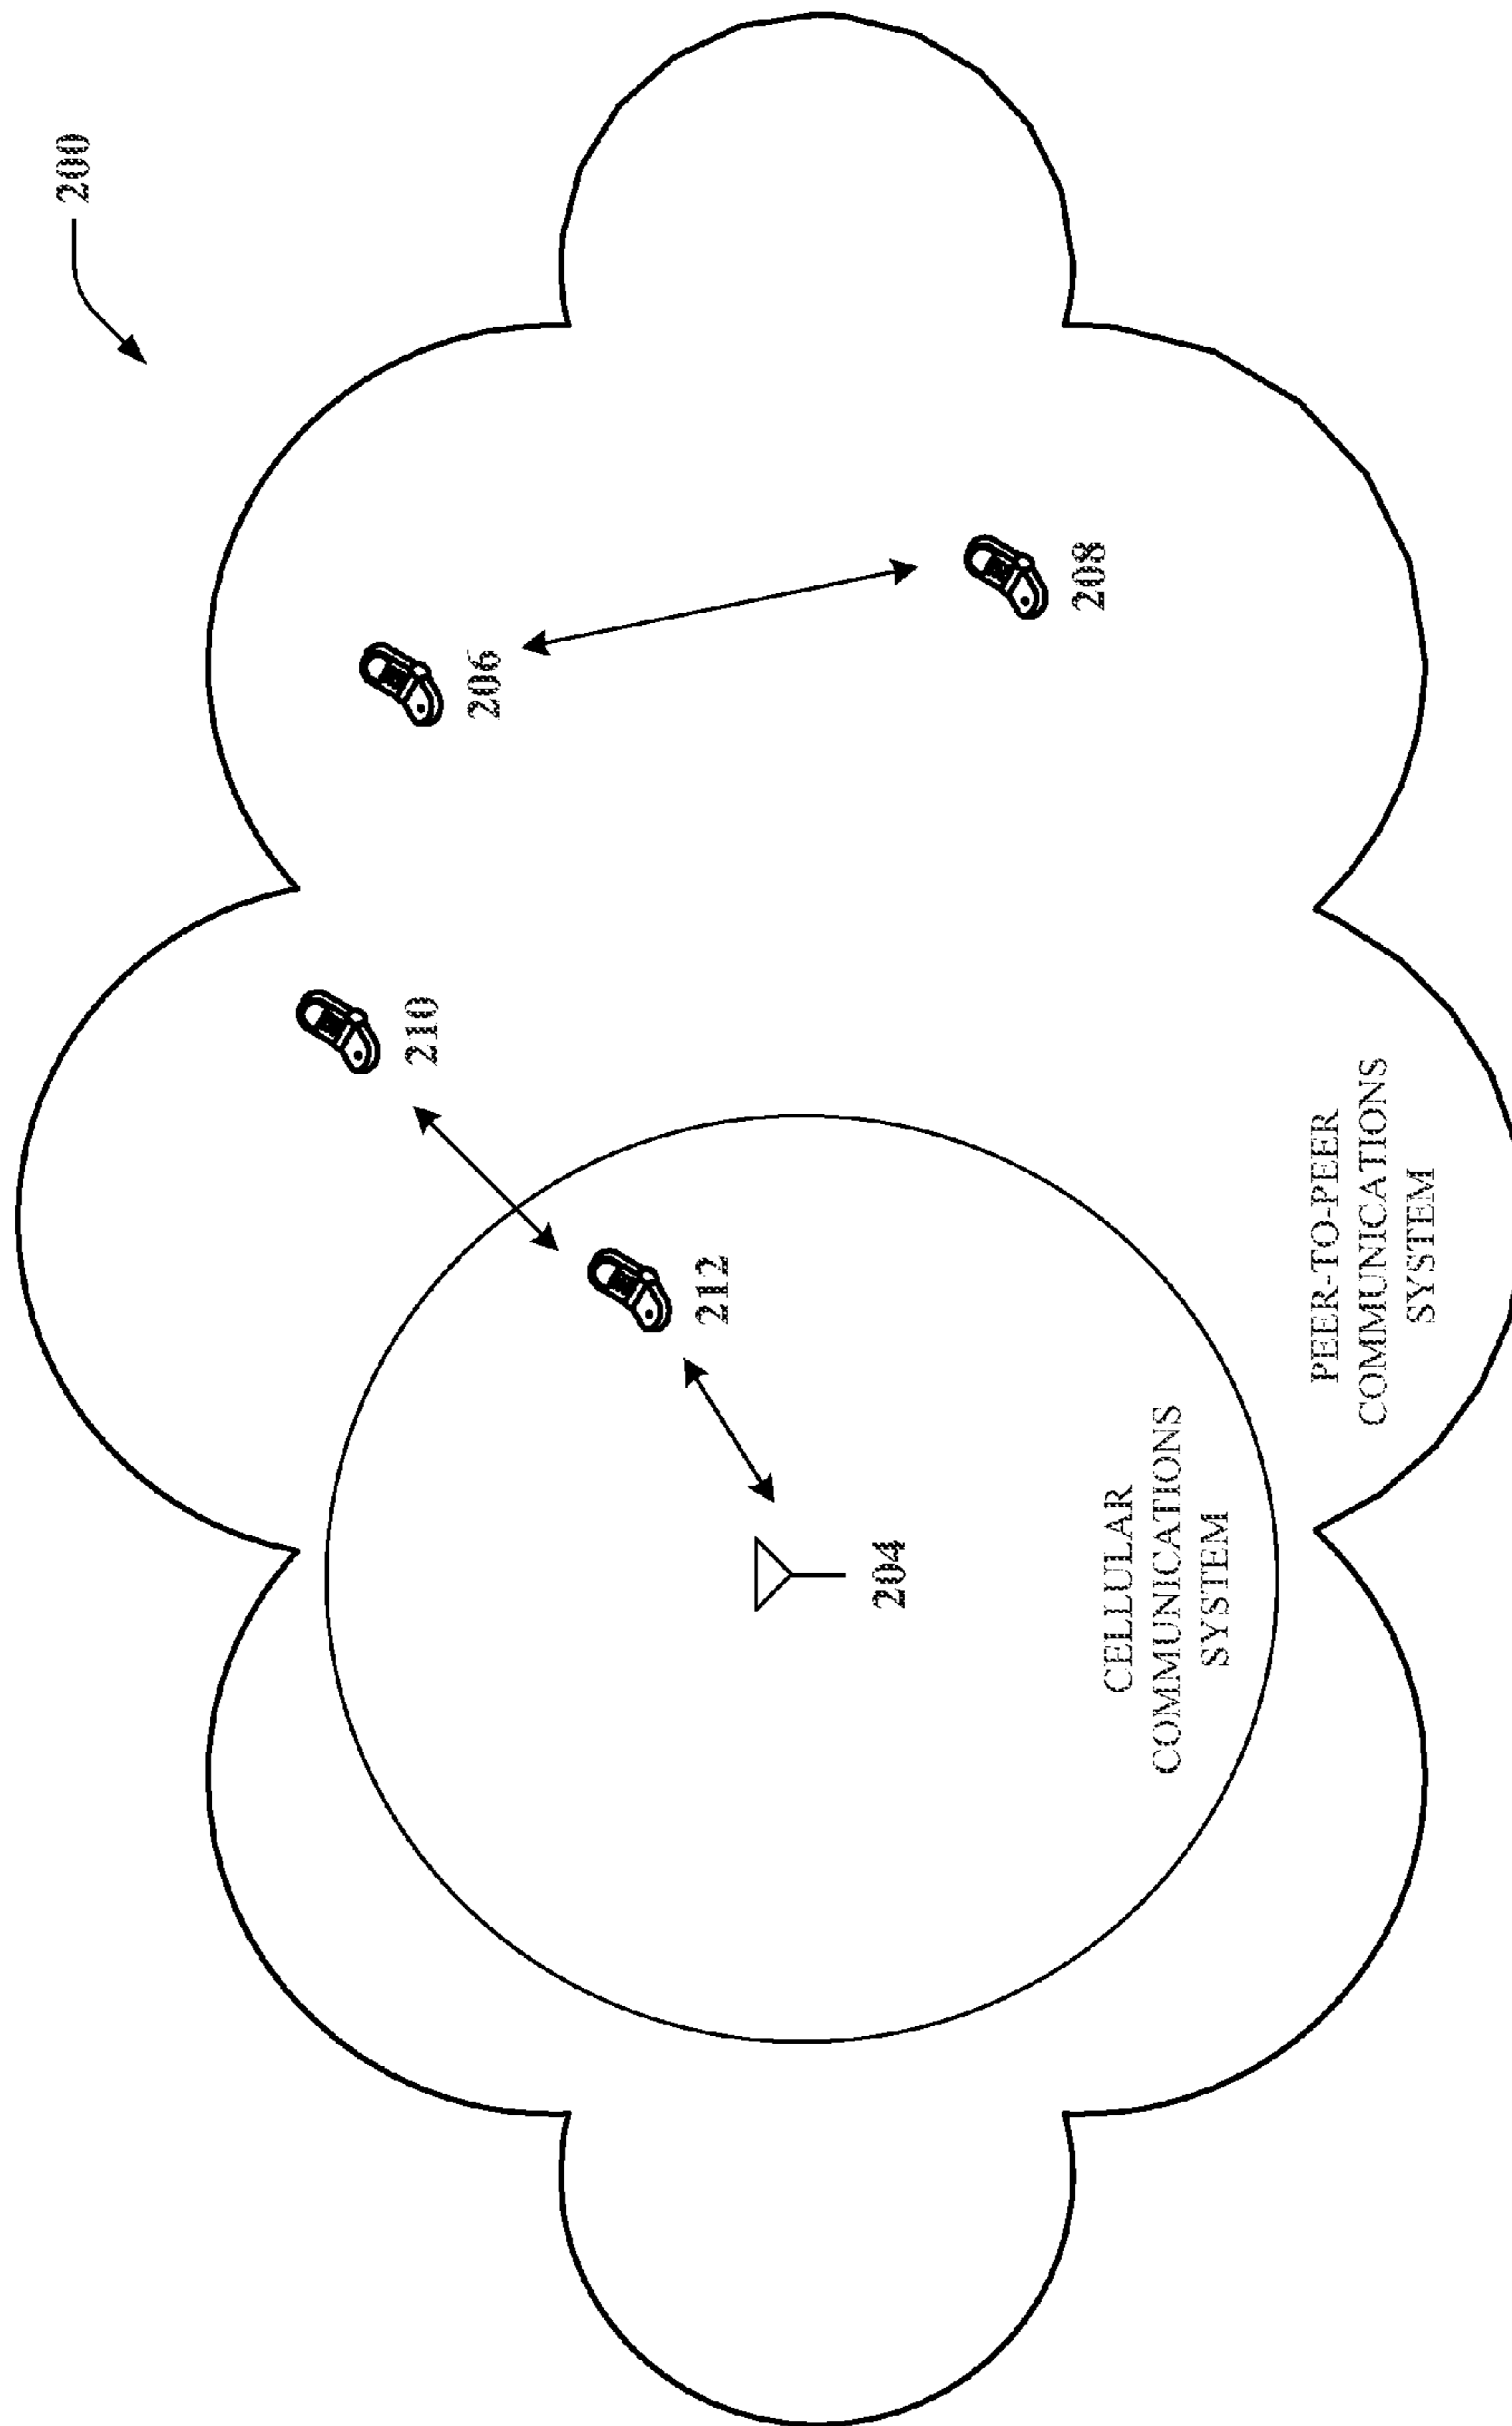 200
206
208
210
212
204
CELLULAR
COMMUNICATIONS
SYSTEM
PEER-TO-PEER
COMMUNICATIONS
SYSTEM